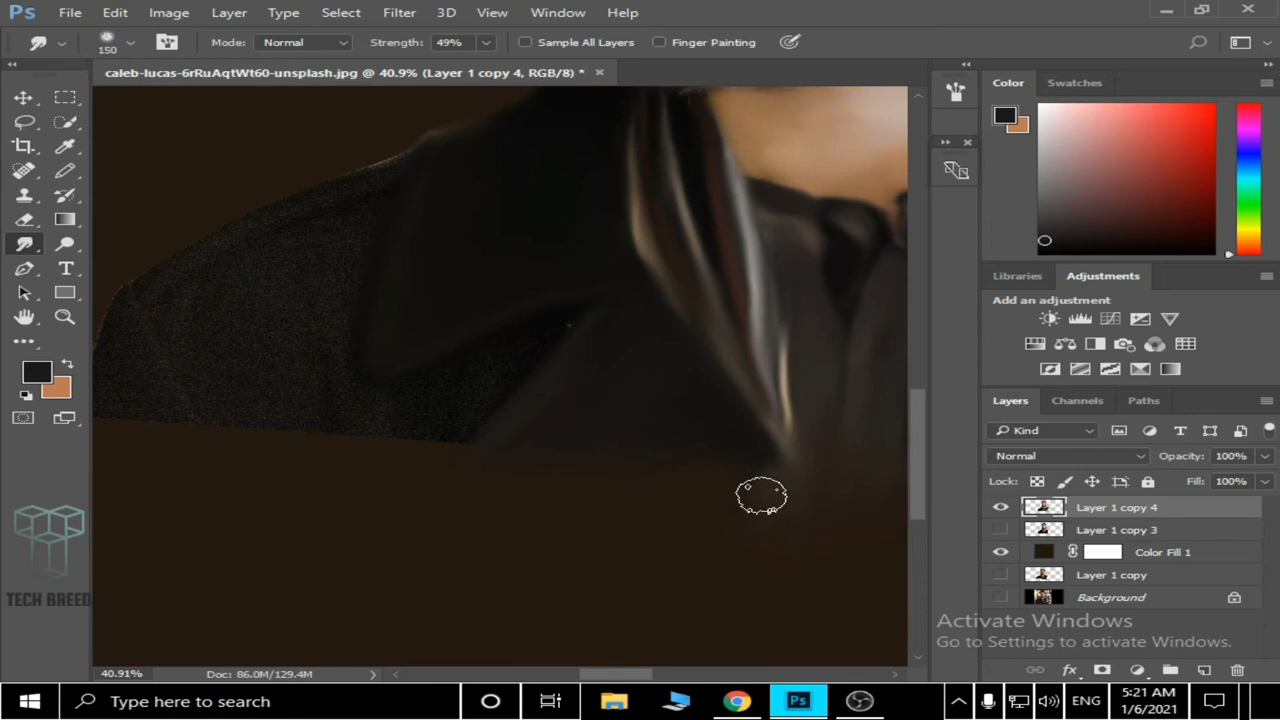 Ps File Edit Image Layer Type Select Filter 3D View Window Help
150 Mode: Normal Strength: 49% Sample All Layers Finger Painting
caleb-lucas-6rRuAqtWt60-unsplash.jpg @ 40.9% (Layer 1 copy 4, RGB/8) * ×
Color Swatches
Libraries Adjustments
Add an adjustment
Layers Channels Paths
Kind
Normal Opacity: 100%
Lock: Fill: 100%
Layer 1 copy 4
Layer 1 copy 3
Color Fill 1
Layer 1 copy
Background
TECH BREED
Activate Windows
Go to Settings to activate Windows.
40.91% Doc: 86.0M/129.4M
Type here to search
Ps
ENG
5:21 AM
1/6/2021